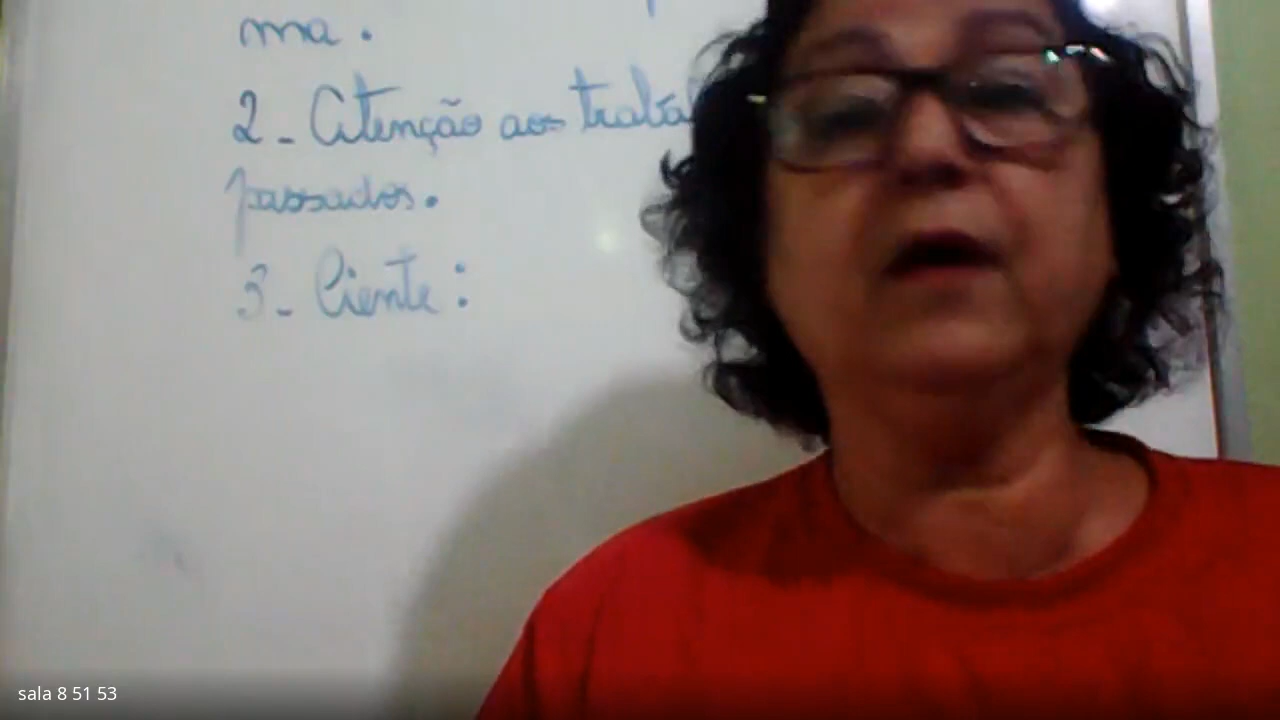 ma.
2 - Atenção aos
passados.
3 - Ciente:
sala 8 51 53